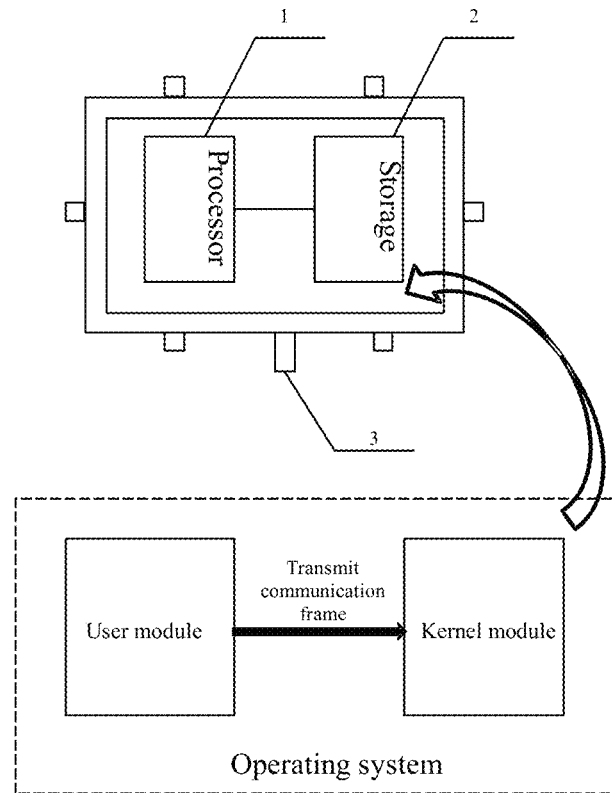 1
2
Processor
Storage
3
User module
Transmit
communication
frame
Kernel module
Operating system